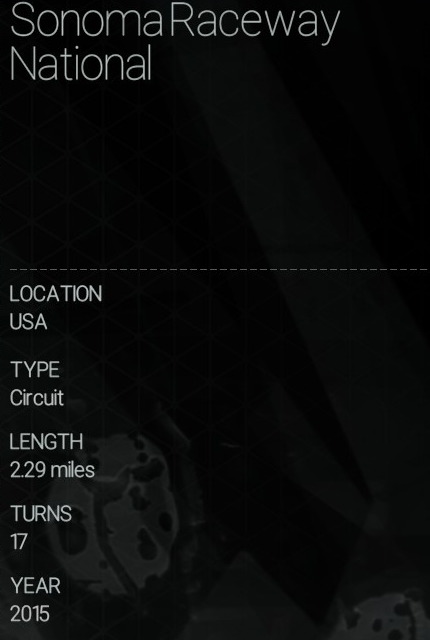 Sonoma Raceway
National
LOCATION
USA
TYPE
Circuit
LENGTH
2.29 miles
TURNS
17
YEAR
2015